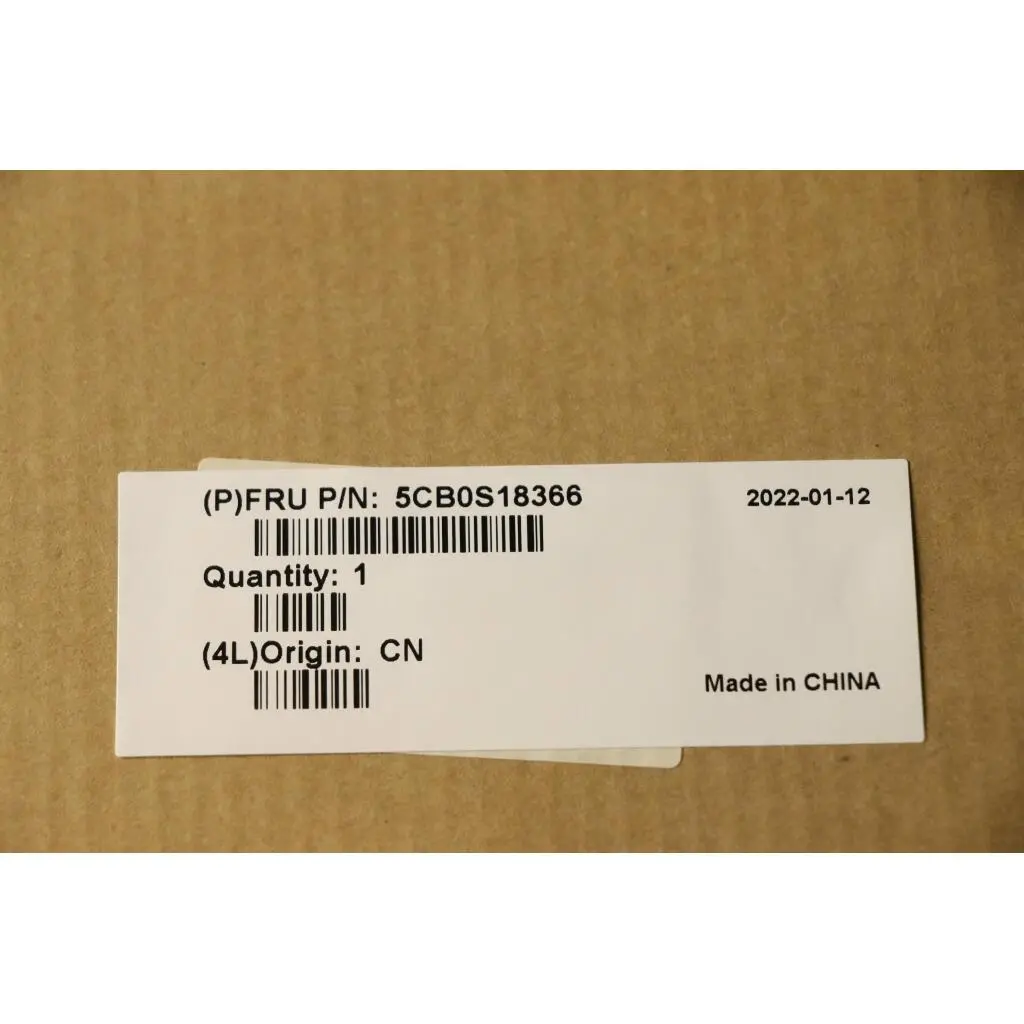 (P)FRU P/N: 5CB0S18366
2022-01-12
Quantity: 1
(4L)Origin: CN
Made in CHINA